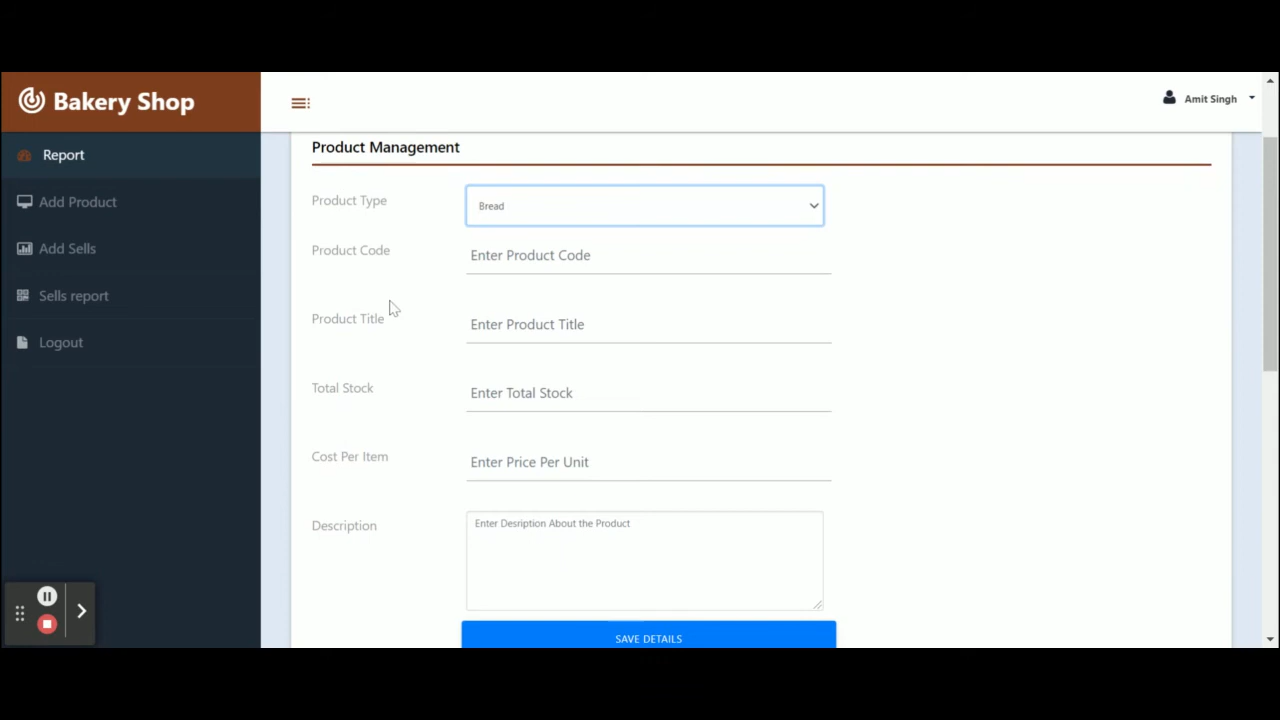 Bakery Shop
Amit Singh
Report
Add Product
Add Sells
Sells report
Logout
Product Management
Product Type
Bread
Product Code
Enter Product Code
Product Title
Enter Product Title
Total Stock
Enter Total Stock
Cost Per Item
Enter Price Per Unit
Description
Enter Desription About the Product
SAVE DETAILS